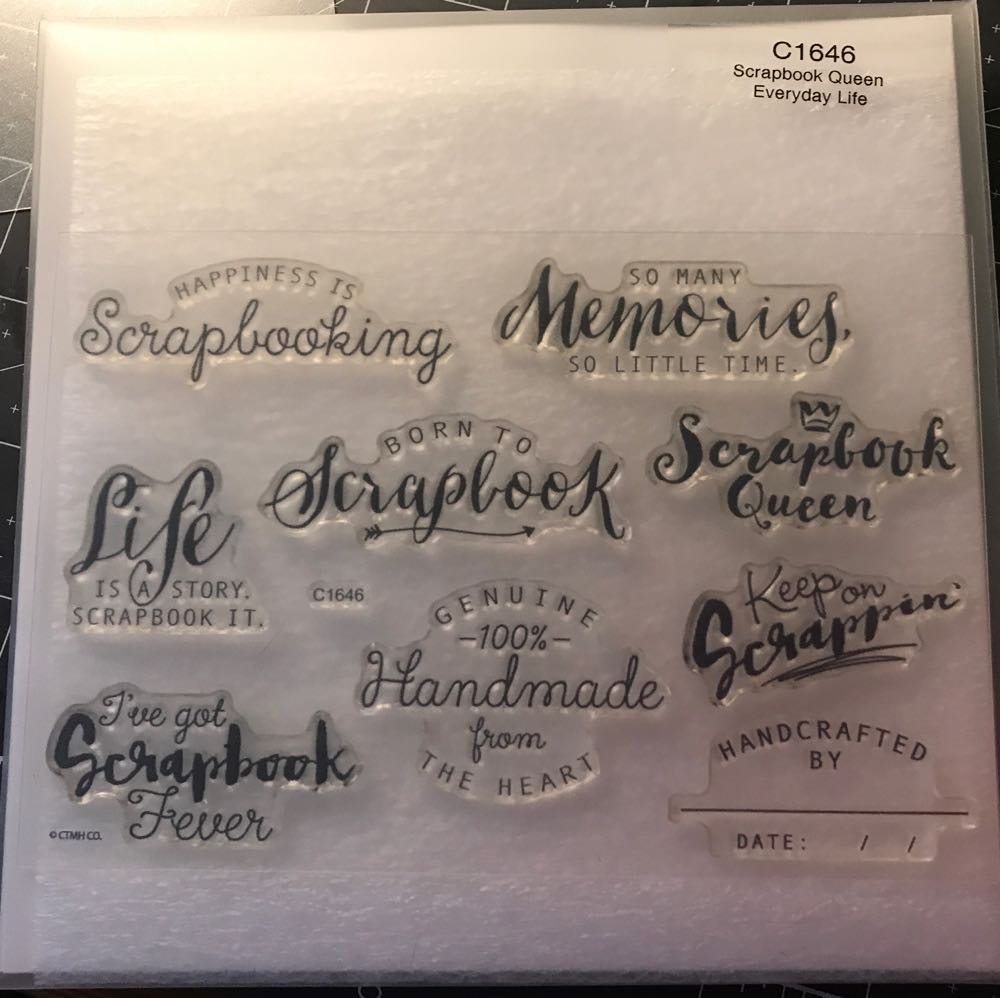 C1646
Scrapbook Queen
Everyday Life
HAPPINESS IS
Scrapbooking
SO MANY
Memories,
SO LITTLE TIME.
BORN TO
Scrapbook
Scrapbook
Queen
Life
IS A STORY.
SCRAPBOOK IT.
C1646
GENUINE
-100%-
Handmade
from
THE HEART
Keep on
Scrappin'
I've got
Scrapbook
Fever
©CTMH CO.
HANDCRAFTED
BY
DATE: / /